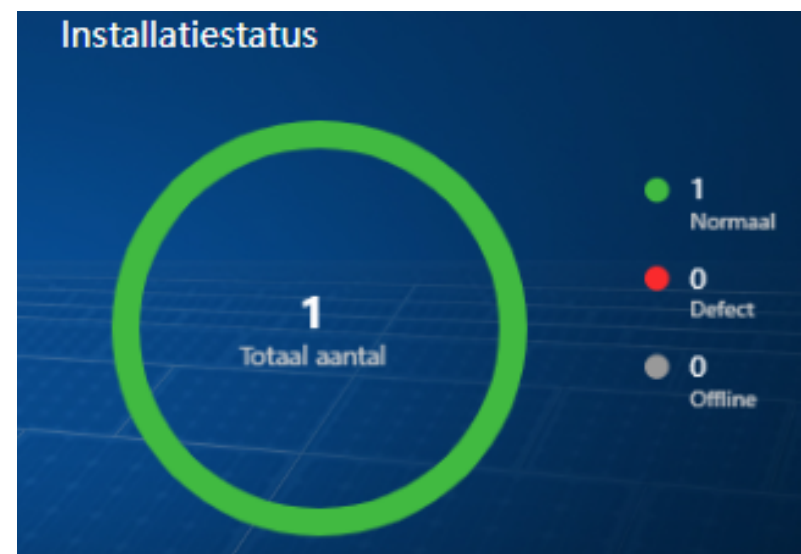 Installatiestatus
1
Totaal aantal
1
Normaal
0
Defect
0
Offline